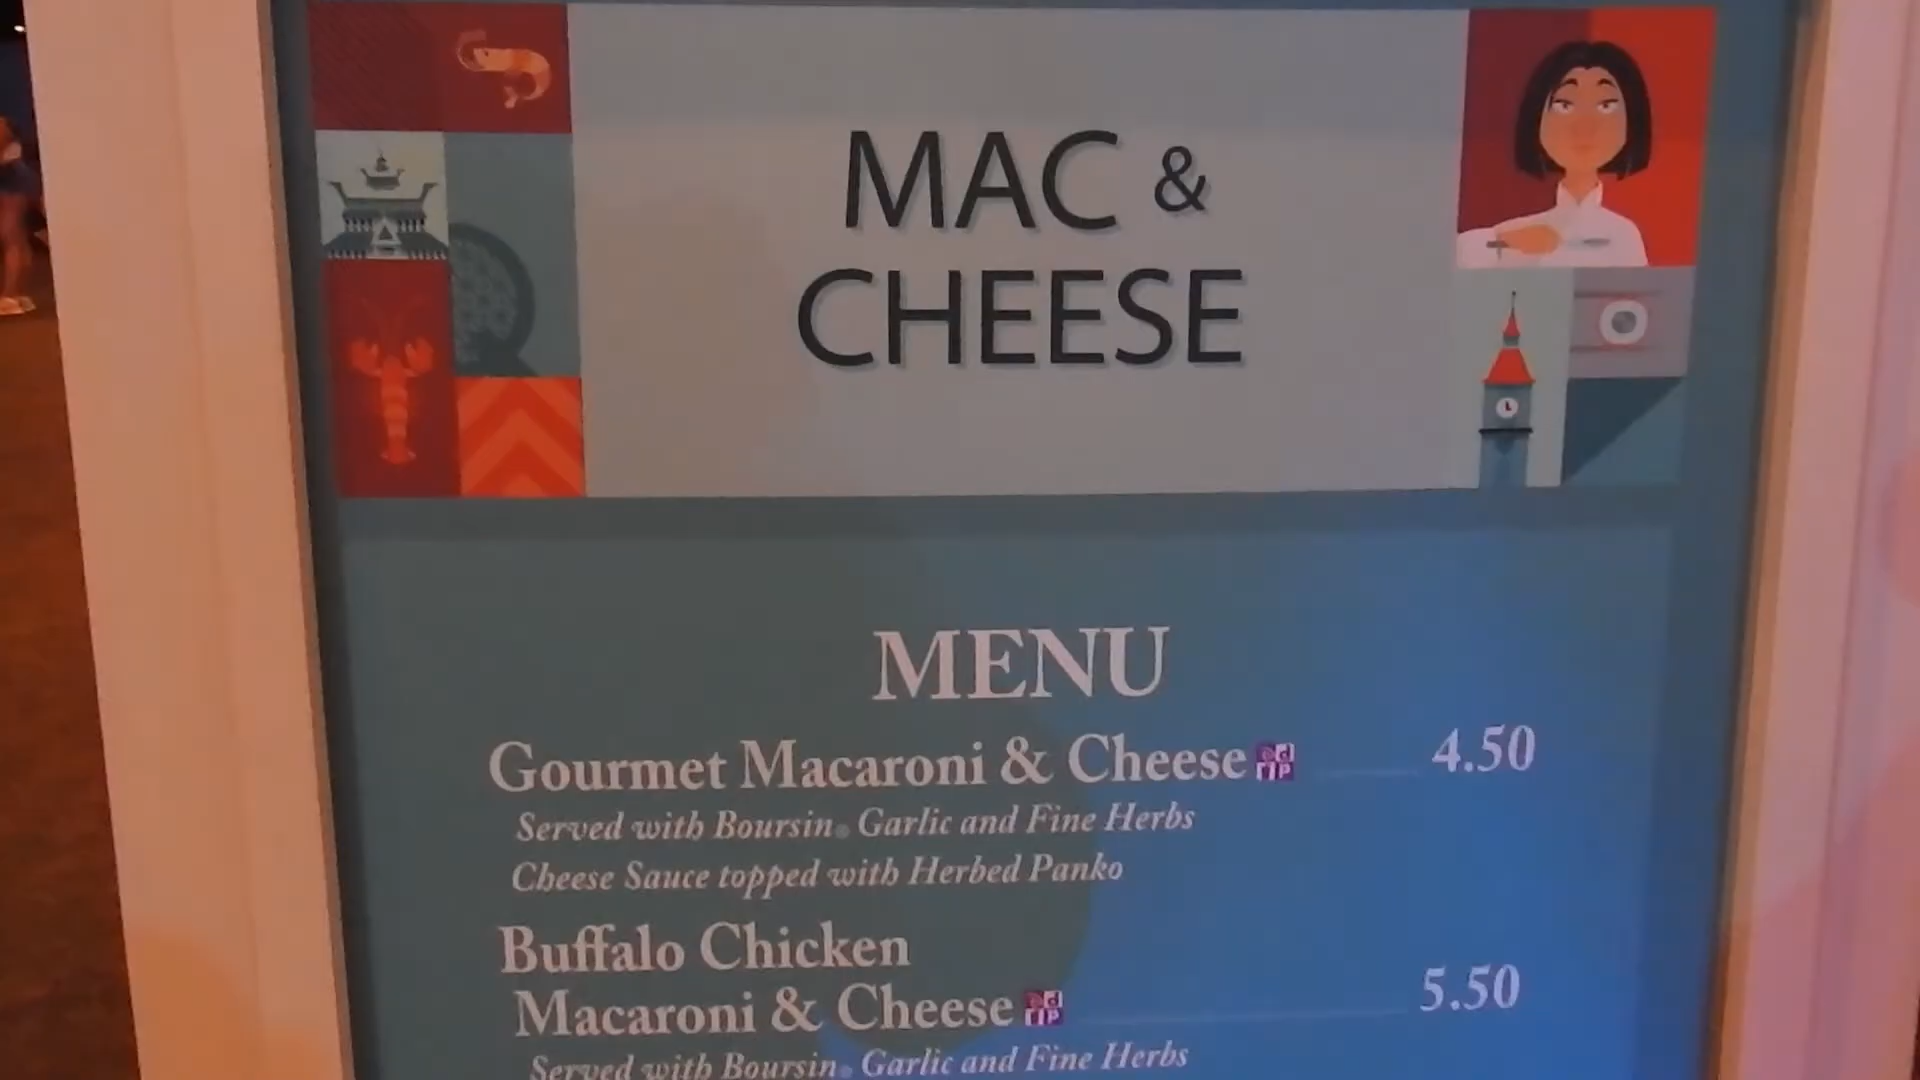 MAC &
CHEESE
MENU
Gourmet Macaroni & Cheese 4.50
Served with Boursin® Garlic and Fine Herbs
Cheese Sauce topped with Herbed Panko
Buffalo Chicken
Macaroni & Cheese 5.50
Served with Boursin® Garlic and Fine Herbs